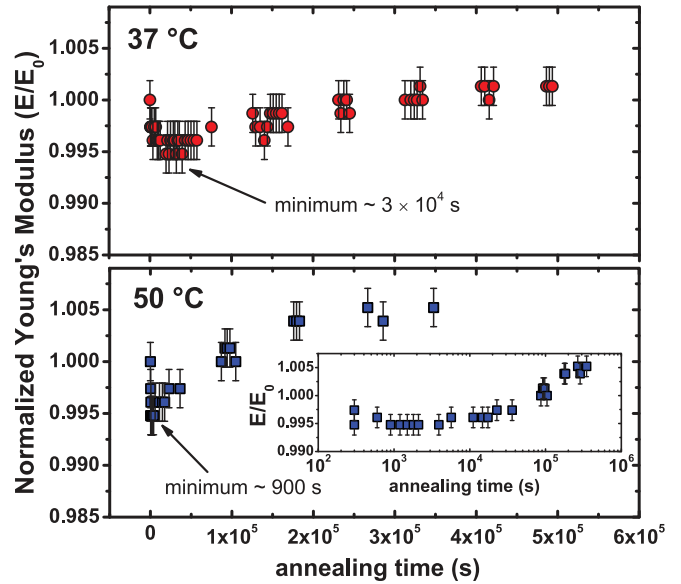 Normalized Young's Modulus (E/E₀)
1.005
1.000
0.995
0.990
0.985
37 °C
minimum ~ 3 × 10⁴ s
1.005
1.000
0.995
0.990
0.985
50 °C
minimum ~ 900 s
E/E₀
1.005
1.000
0.995
0.990
10² 10³ 10⁴ 10⁵ 10⁶
annealing time (s)
0 1x10⁵ 2x10⁵ 3x10⁵ 4x10⁵ 5x10⁵ 6x10⁵
annealing time (s)